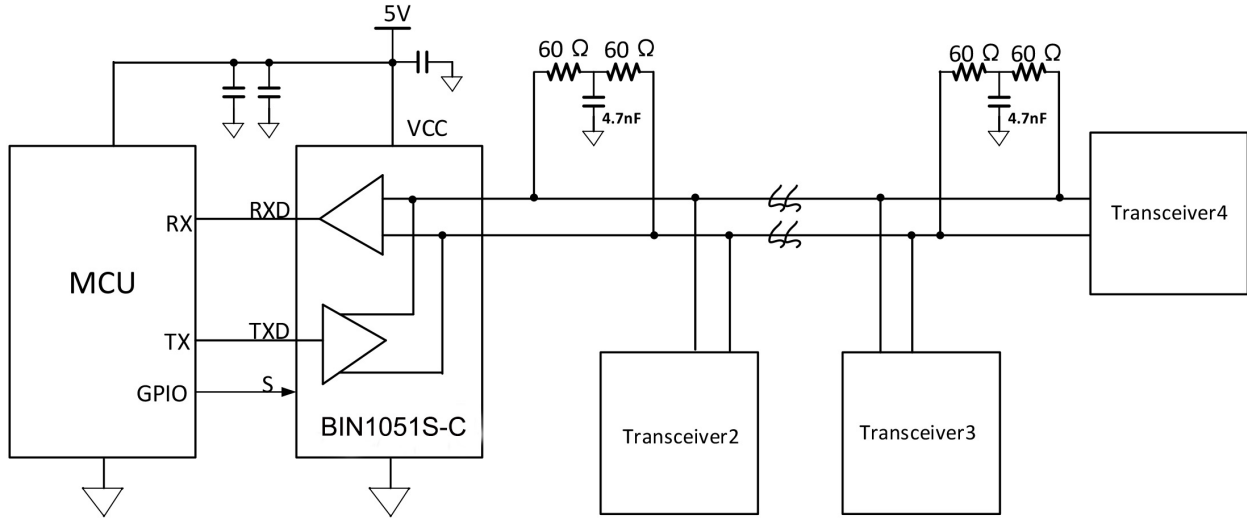 5V
60 Ω 60 Ω
60 Ω 60 Ω
4.7nF
4.7nF
VCC
RX
RXD
MCU
TX
TXD
GPIO
S
BIN1051S-C
Transceiver4
Transceiver2
Transceiver3